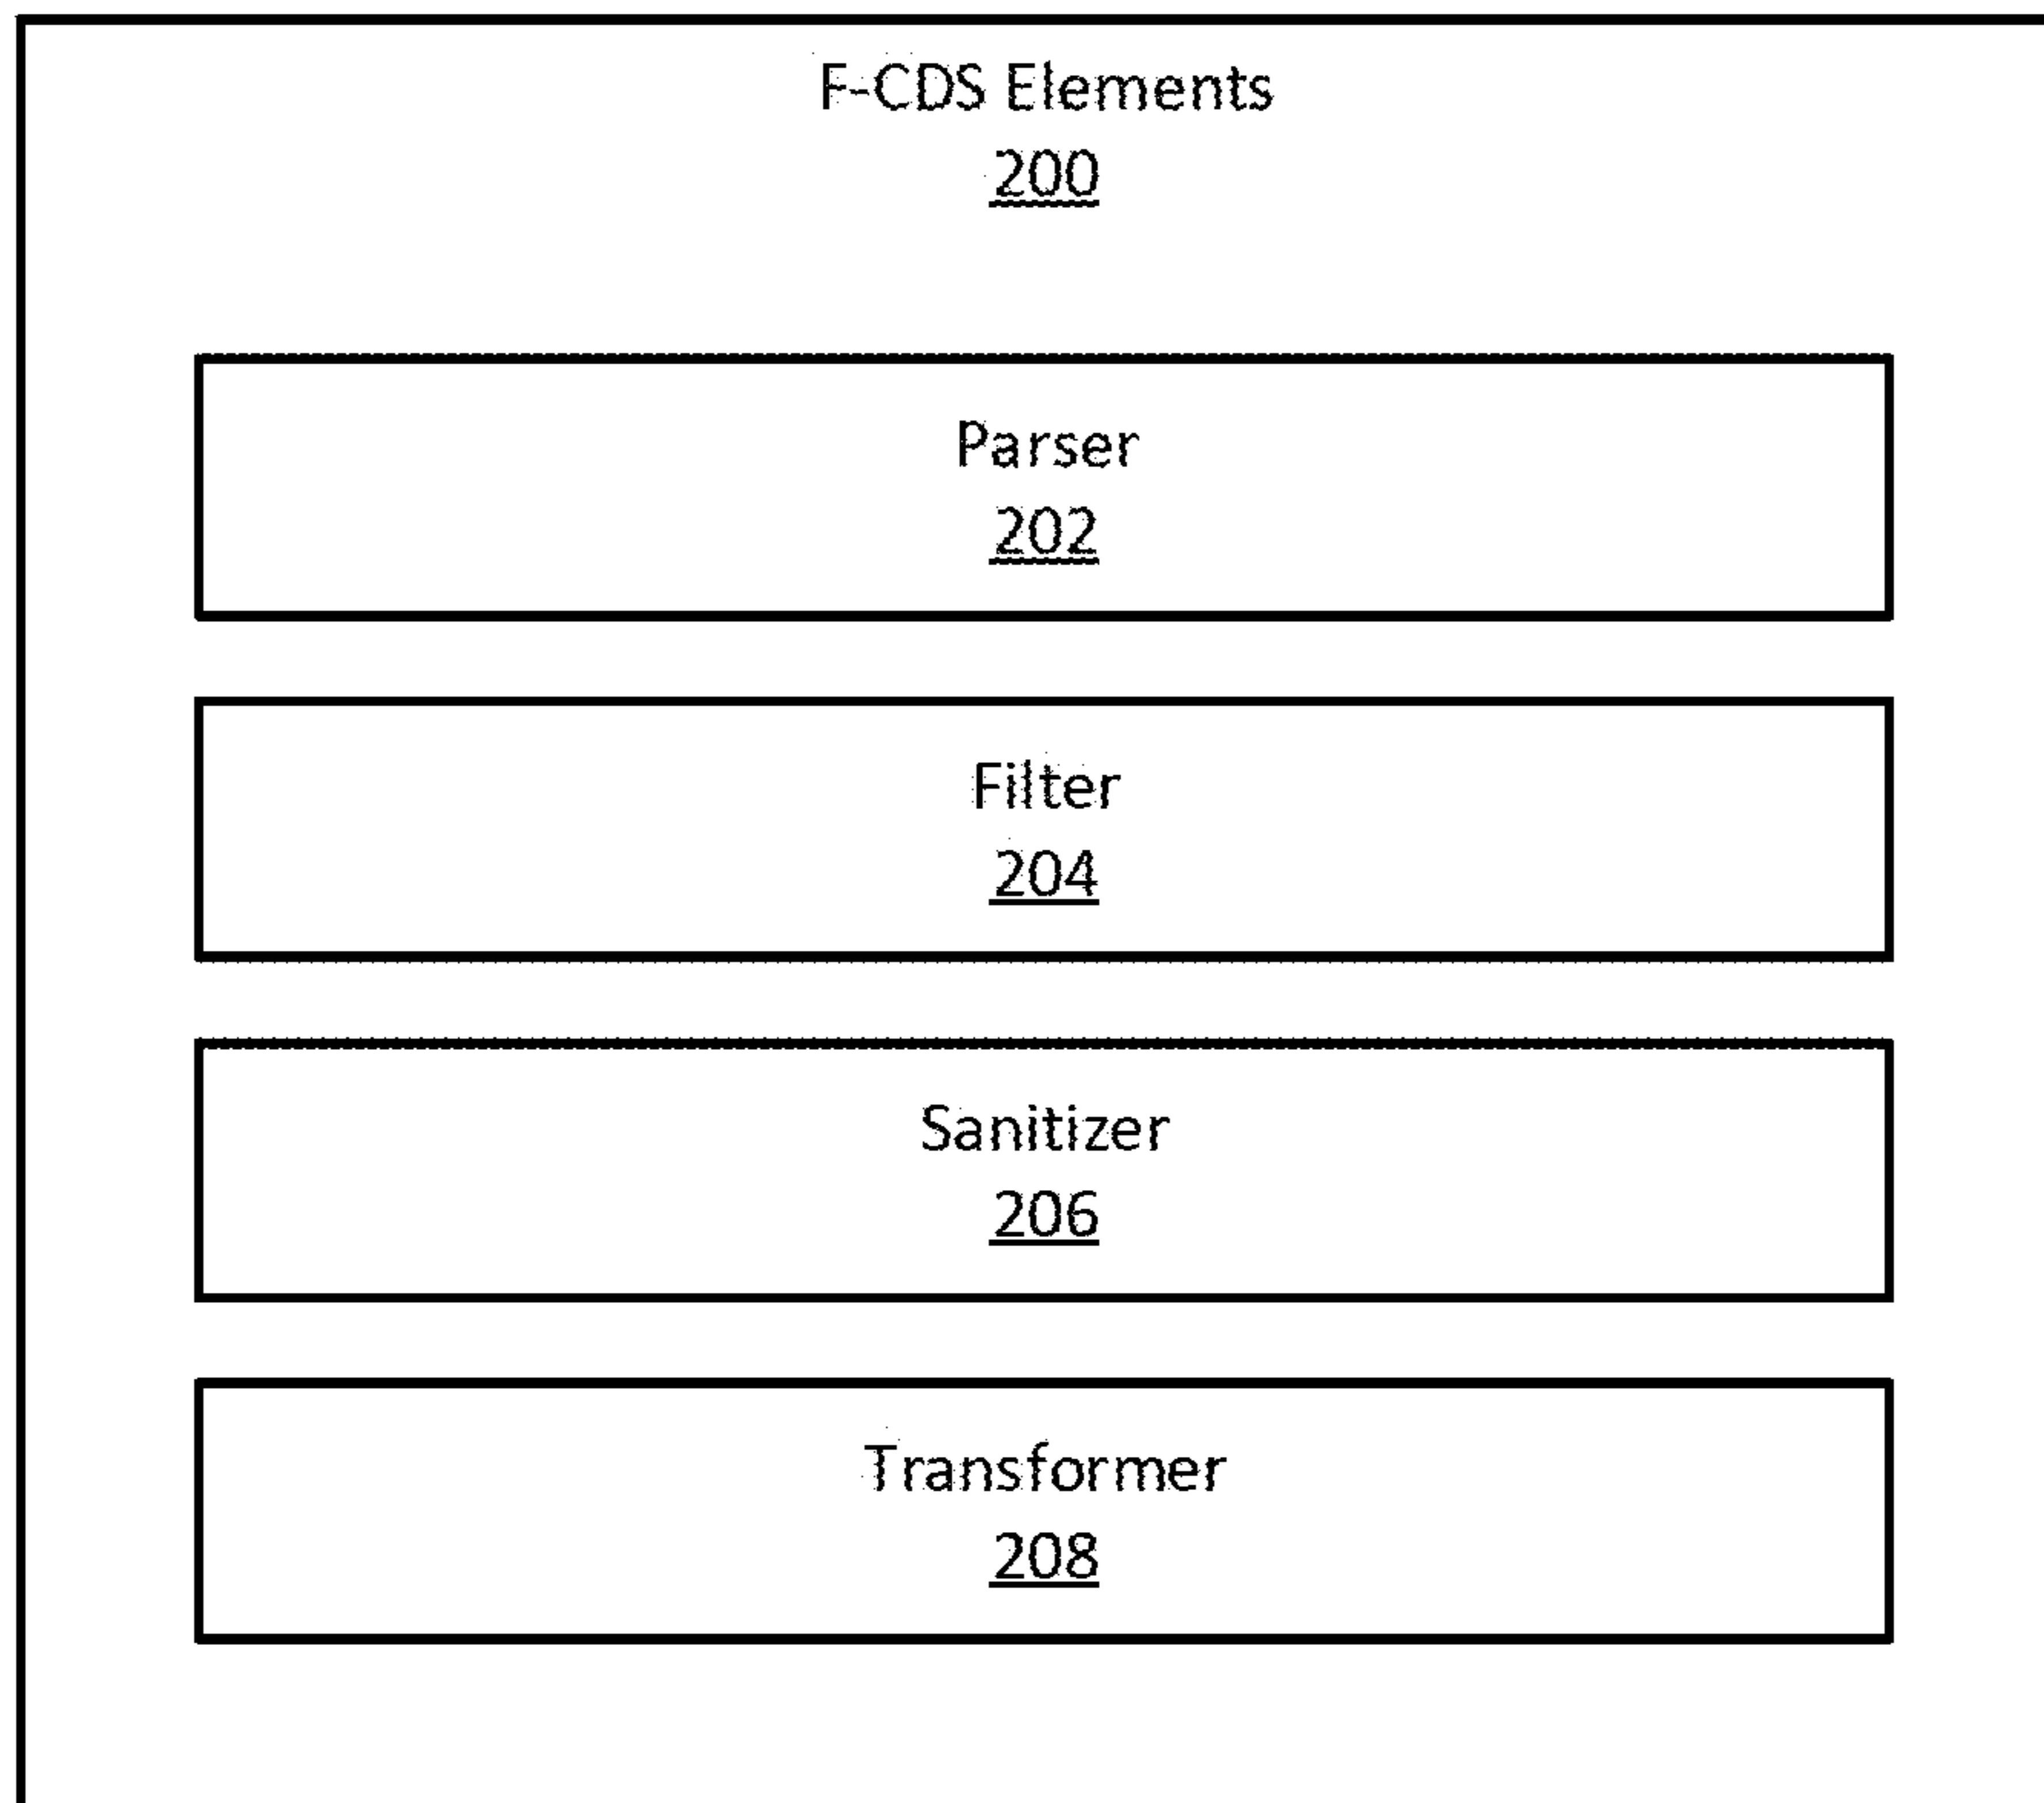 F-CDS Elements
200
Parser
202
Filter
204
Sanitizer
206
Transformer
208